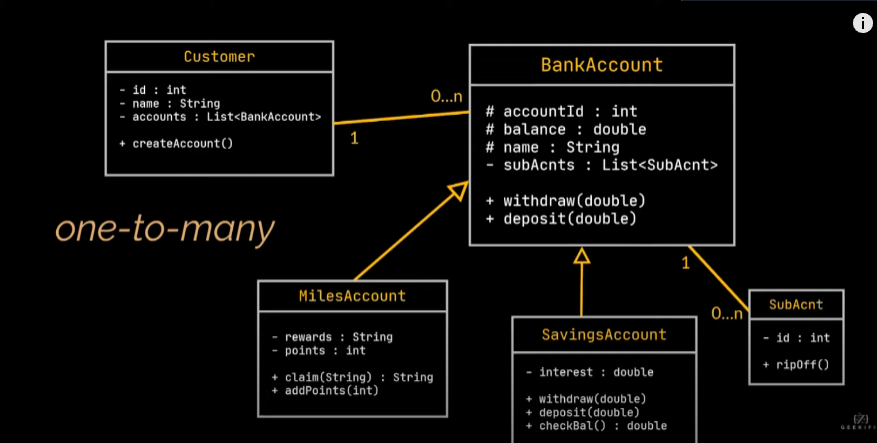 Customer
- id : int
- name : String
- accounts : List<BankAccount>
+ createAccount()
1
0...n
BankAccount
# accountId : int
# balance : double
# name : String
- subAcnts : List<SubAcnt>
+ withdraw(double)
+ deposit(double)
one-to-many
MilesAccount
- rewards : String
- points : int
+ claim(String) : String
+ addPoints(int)
SavingsAccount
- interest : double
+ withdraw(double)
+ deposit(double)
+ checkBal() : double
1
0...n
SubAcnt
- id : int
+ ripOff()
i